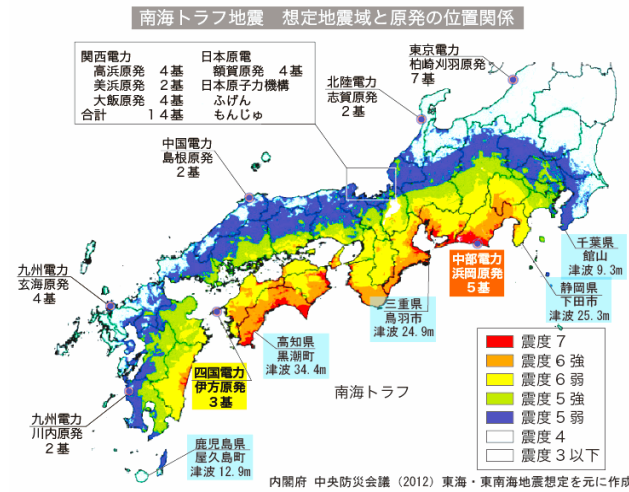 南海トラフ地震　想定地震域と原発の位置関係
関西電力
高浜原発　4基
美浜原発　2基
大飯原発　4基
合計　　１４基
日本原電
額賀原発　4基
日本原子力機構
ふげん
もんじゅ
東京電力
柏崎刈羽原発
7基
北陸電力
志賀原発
2基
中国電力
島根原発
2基
九州電力
玄海原発
4基
千葉県
館山
津波 9.3m
中部電力
浜岡原発
5基
静岡県
下田市
津波 25.3m
三重県
鳥羽市
津波 24.9m
高知県
黒潮町
津波 34.4m
四国電力
伊方原発
3基
南海トラフ
九州電力
川内原発
2基
鹿児島県
屋久島町
津波 12.9m
震度７
震度６強
震度６弱
震度５強
震度５弱
震度４
震度３以下
内閣府 中央防災会議（2012）東海・東南海地震想定を元に作成